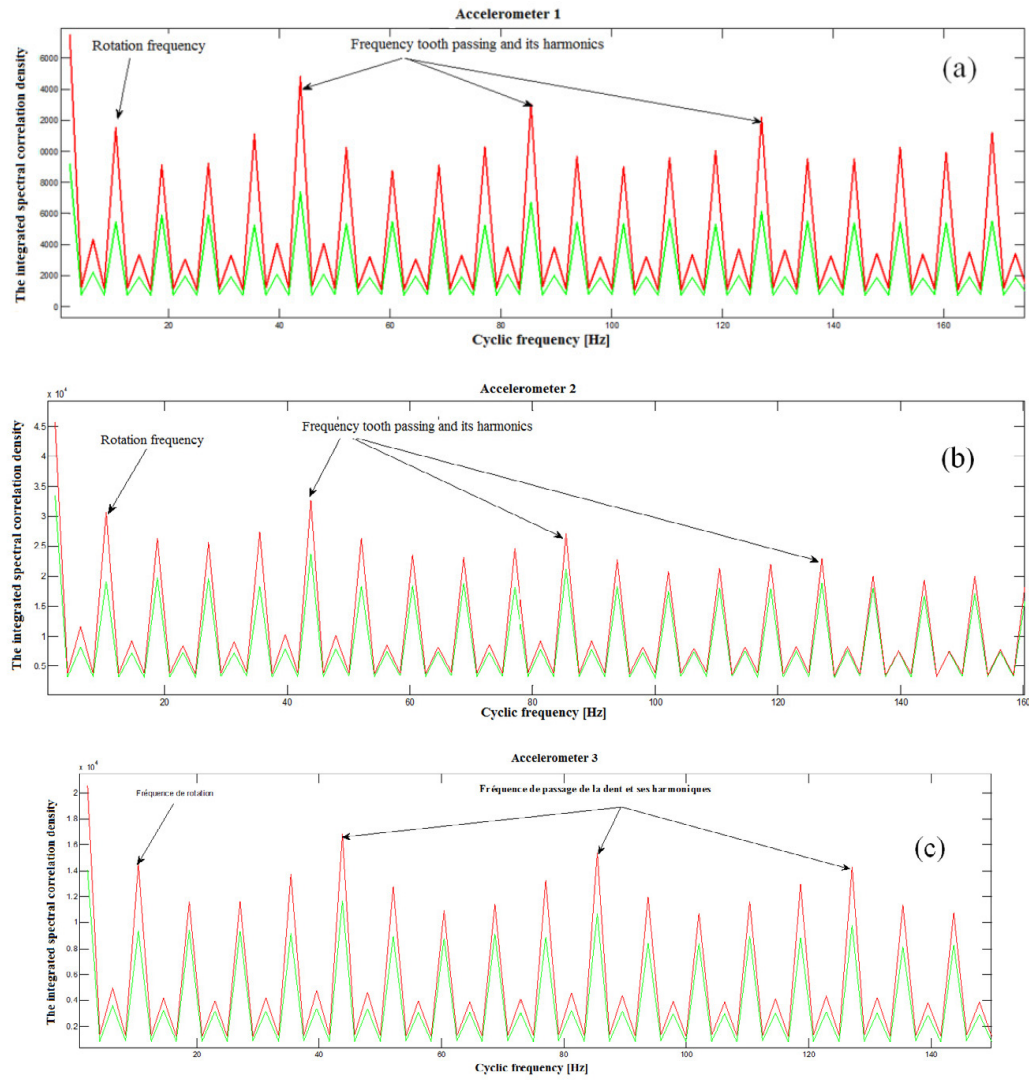 Accelerometer 1
The integrated spectral correlation density
6000
4000
2000
0000
8000
6000
4000
2000
0
Rotation frequency
Frequency tooth passing and its harmonics
(a)
20 40 60 80 100 120 140 160
Cyclic frequency [Hz]
Accelerometer 2
x 10⁴
The integrated spectral correlation density
4.5
4
3.5
3
2.5
2
1.5
1
0.5
Rotation frequency
Frequency tooth passing and its harmonics
(b)
20 40 60 80 100 120 140 160
Cyclic frequency [Hz]
Accelerometer 3
x 10⁴
The integrated spectral correlation density
2
1.8
1.6
1.4
1.2
1
0.8
0.6
0.4
0.2
Fréquence de rotation
Fréquence de passage de la dent et ses harmoniques
(c)
20 40 60 80 100 120 140
Cyclic frequency [Hz]